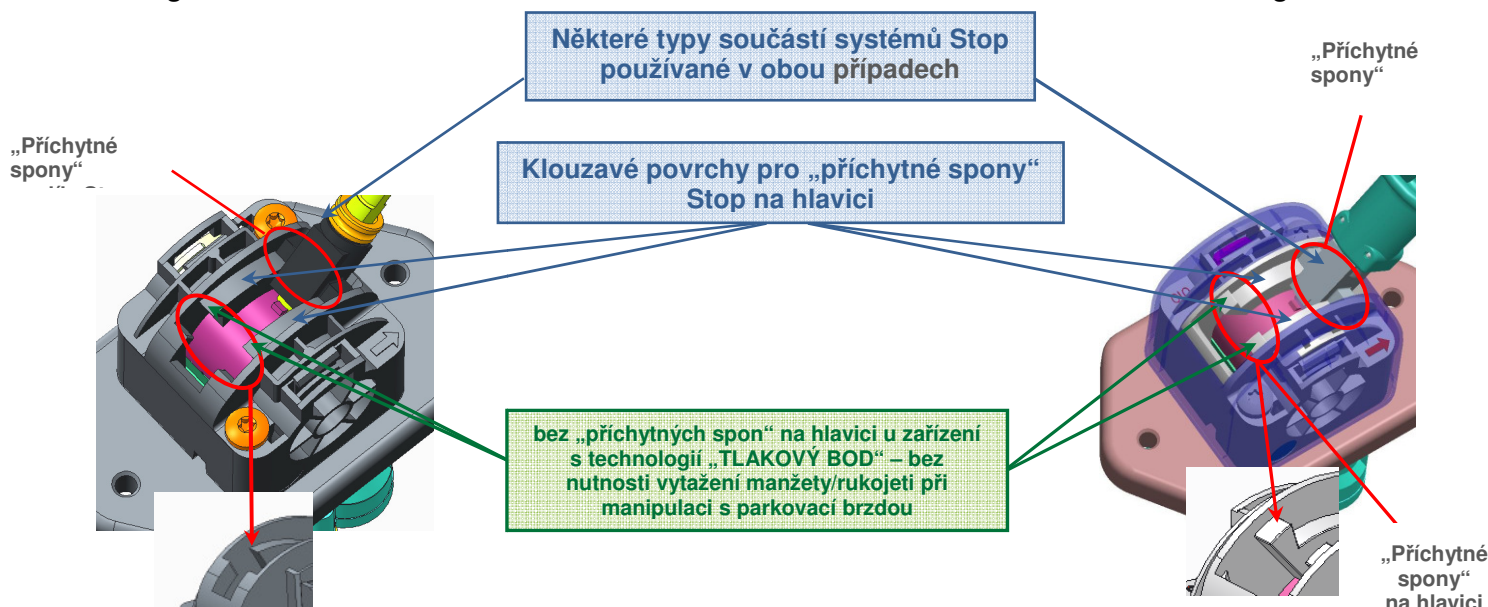 Některé typy součástí systémů Stop
používané v obou případech
„Příchytné
spony“
„Příchytné
spony“
Klouzavé povrchy pro „příchytné spony“
Stop na hlavici
bez „příchytných spon“ na hlavici u zařízení
s technologií „TLAKOVÝ BOD“ – bez
nutnosti vytažení manžety/rukojeti při
manipulaci s parkovací brzdou
„Příchytné
spony“
na hlavici